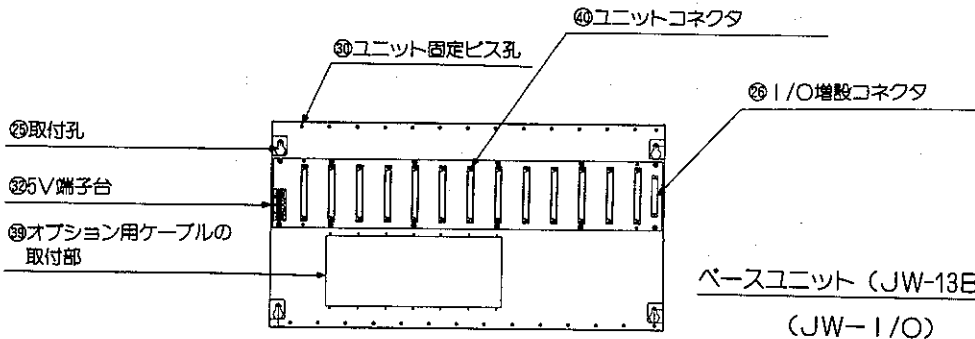 ㊵ユニットコネクタ
㉚ユニット固定ビス孔
㉖I/O増設コネクタ
㉕取付孔
㉜5V端子台
㊴オプション用ケーブルの
取付部
ベースユニット (JW-13B
(JW-I/O)